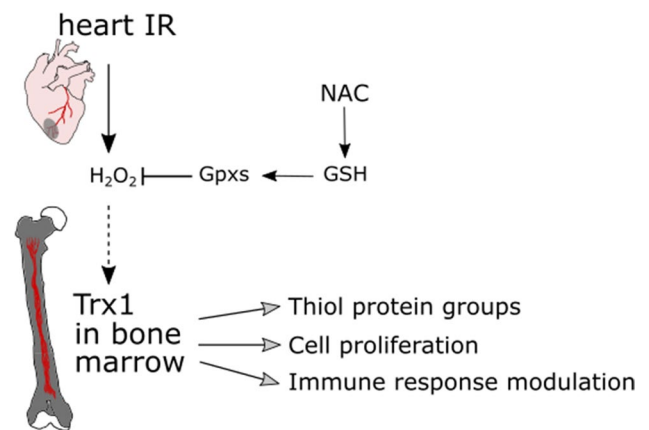 heart IR
NAC
H₂O₂ Gpxs GSH
Trx1
in bone
marrow
Thiol protein groups
Cell proliferation
Immune response modulation